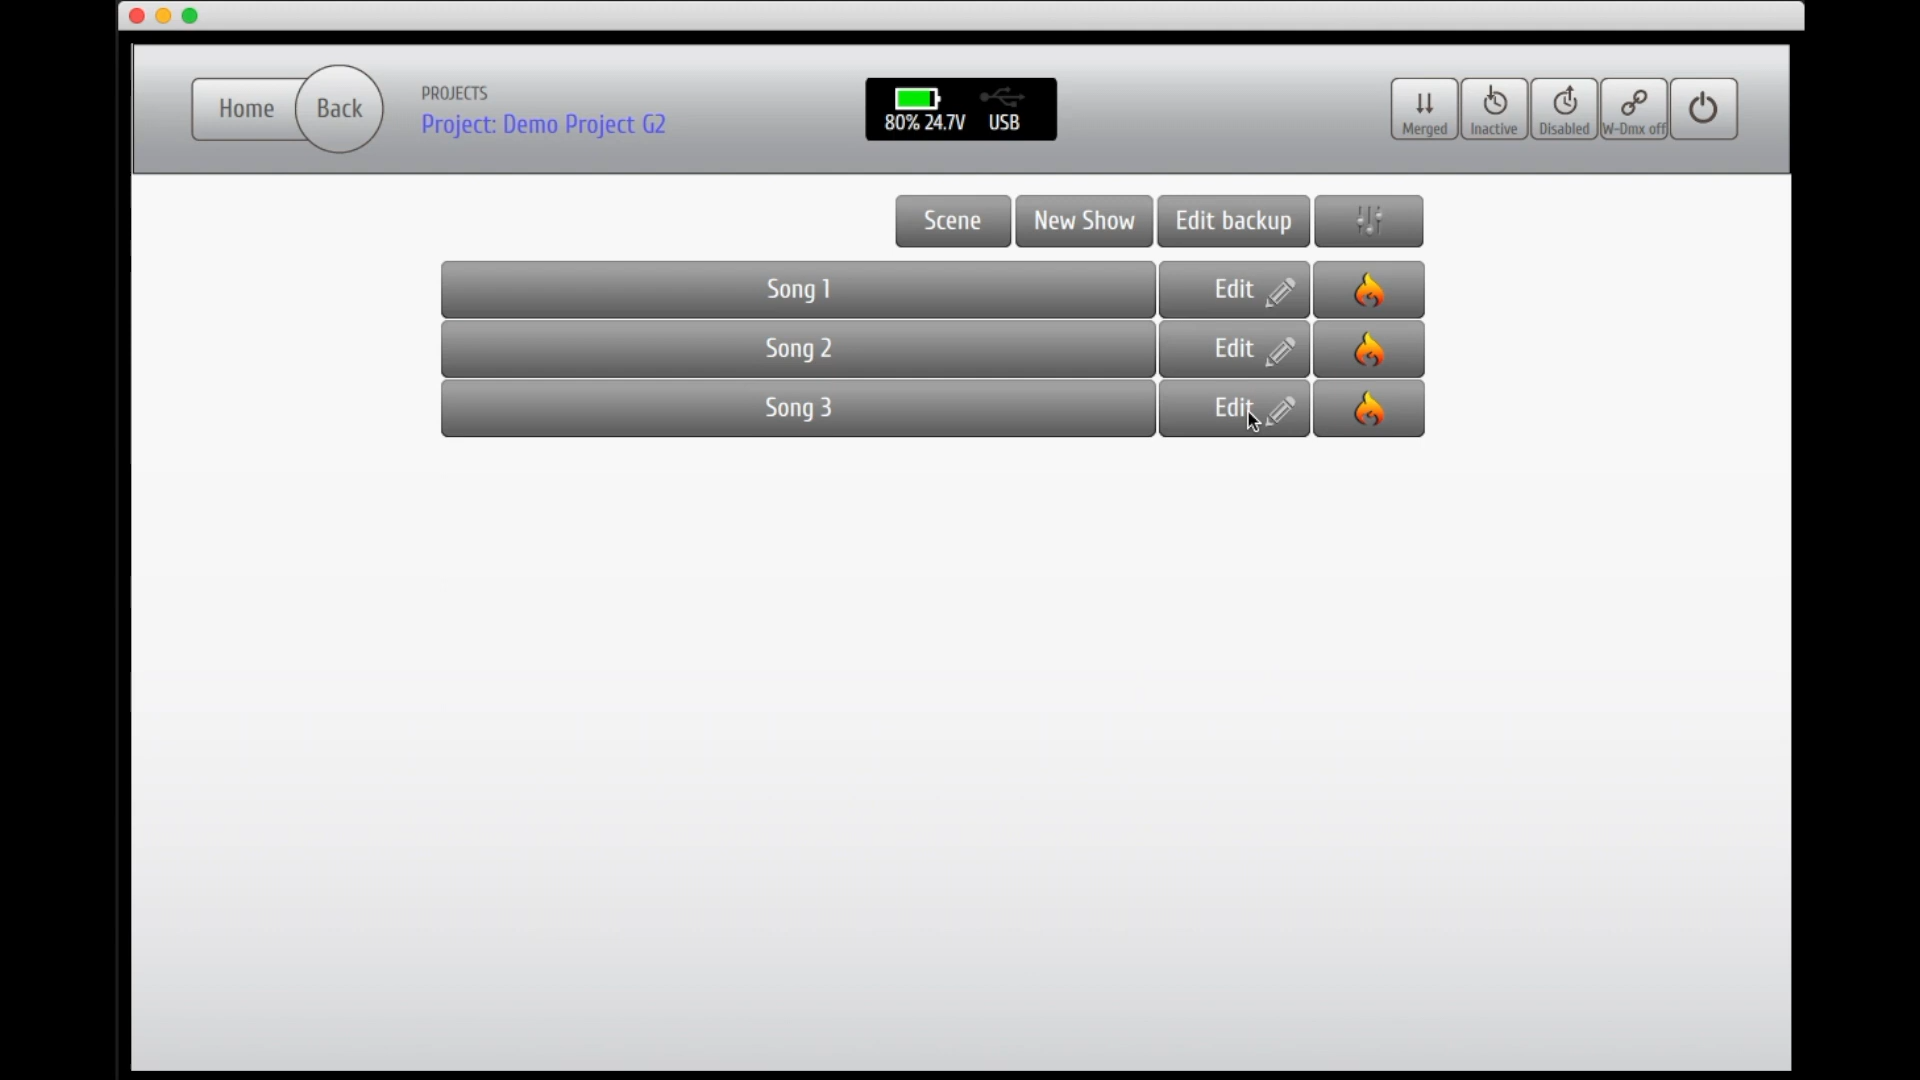 Home
Back
PROJECTS
Project: Demo Project G2
80% 24.7V
USB
Merged
Inactive
Disabled
W-Dmx off
Scene
New Show
Edit backup
Song 1
Edit
Song 2
Edit
Song 3
Edit